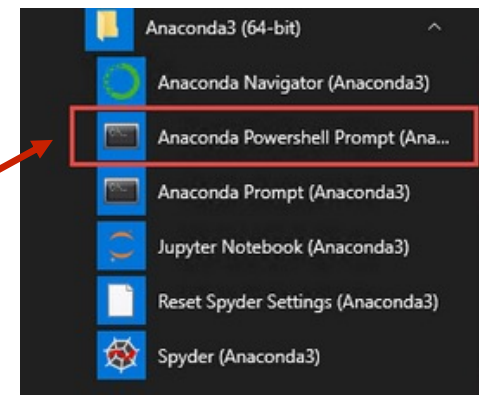 Anaconda3 (64-bit)
Anaconda Navigator (Anaconda3)
Anaconda Powershell Prompt (Ana...
Anaconda Prompt (Anaconda3)
Jupyter Notebook (Anaconda3)
Reset Spyder Settings (Anaconda3)
Spyder (Anaconda3)